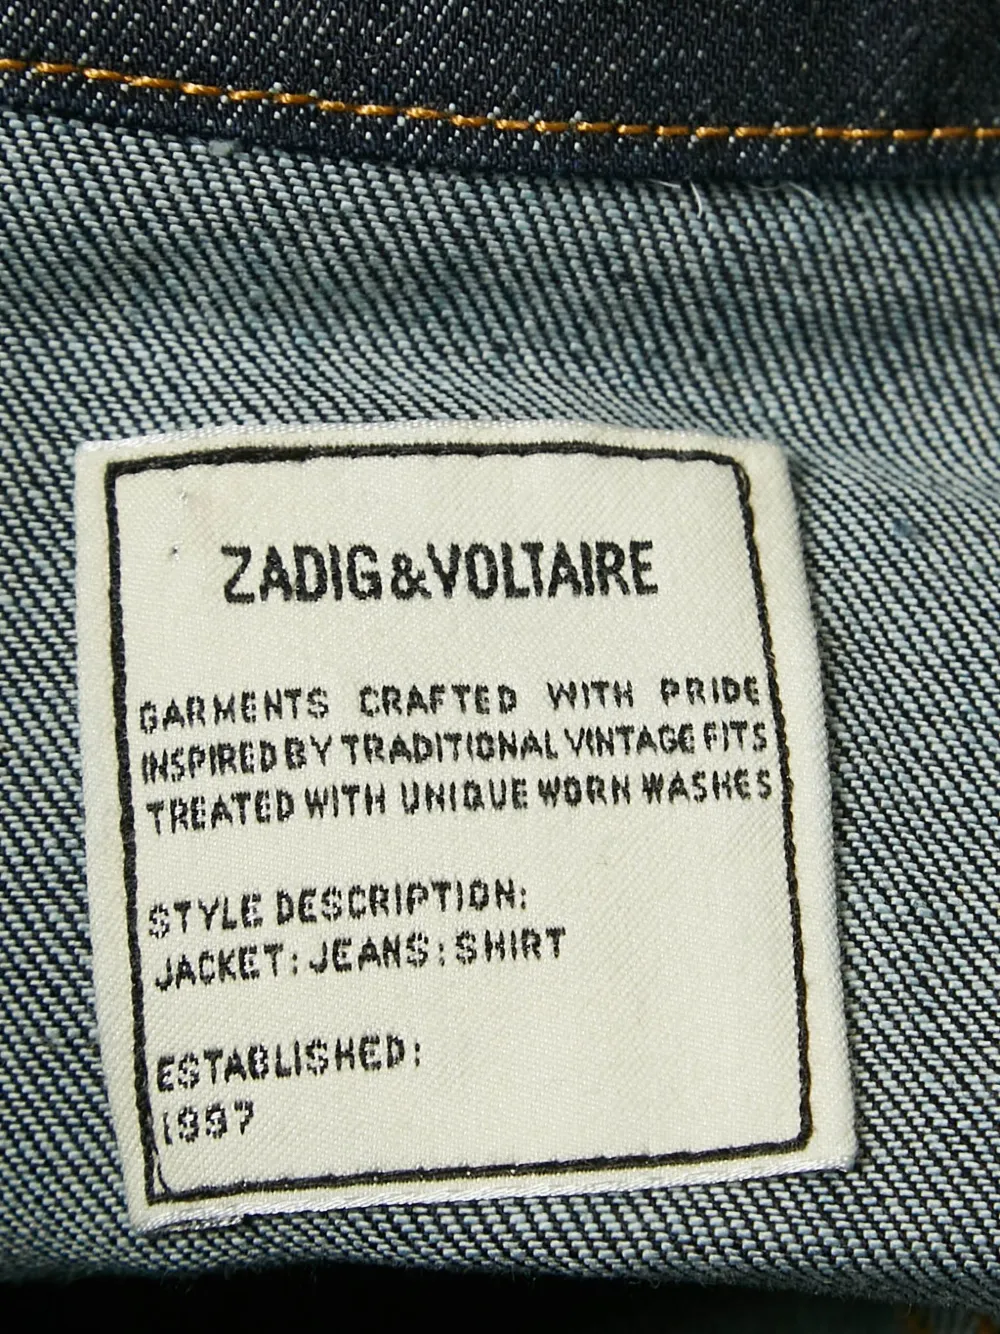 ZADIG&VOLTAIRE
GARMENTS CRAFTED WITH PRIDE
INSPIRED BY TRADITIONAL VINTAGE FITS
TREATED WITH UNIQUE WORN WASHES
STYLE DESCRIPTION:
JACKET: JEANS: SHIRT
ESTABLISHED:
1997